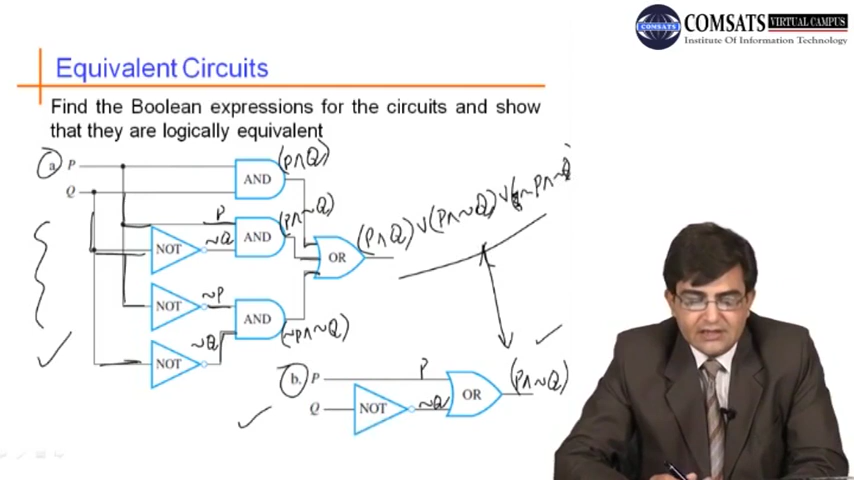 COMSATS
COMSATS VIRTUAL CAMPUS
Institute Of Information Technology
Equivalent Circuits
Find the Boolean expressions for the circuits and show
that they are logically equivalent
a P
Q
AND
(P∧Q)
P
~Q
NOT
AND
(P∧~Q)
OR
(P∧Q)∨(P∧~Q)∨(~P∧~Q
NOT
~P
AND
(~P∧~Q)
NOT
~Q
b. P
Q
NOT
P
~Q
OR
(P∧~Q)